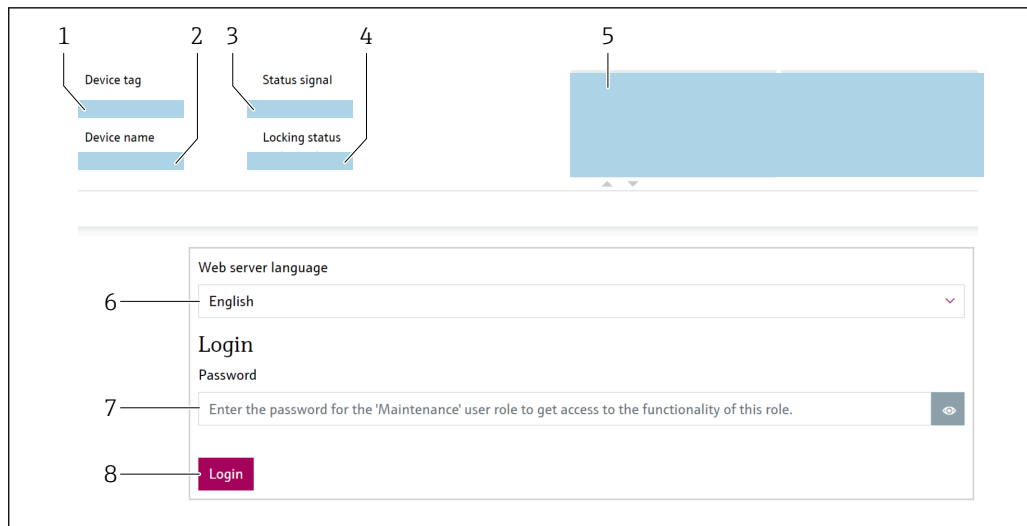 1 2 3 4 5
Device tag Status signal
Device name Locking status
Web server language
6 English
Login
Password
7 Enter the password for the 'Maintenance' user role to get access to the functionality of this role.
8 Login